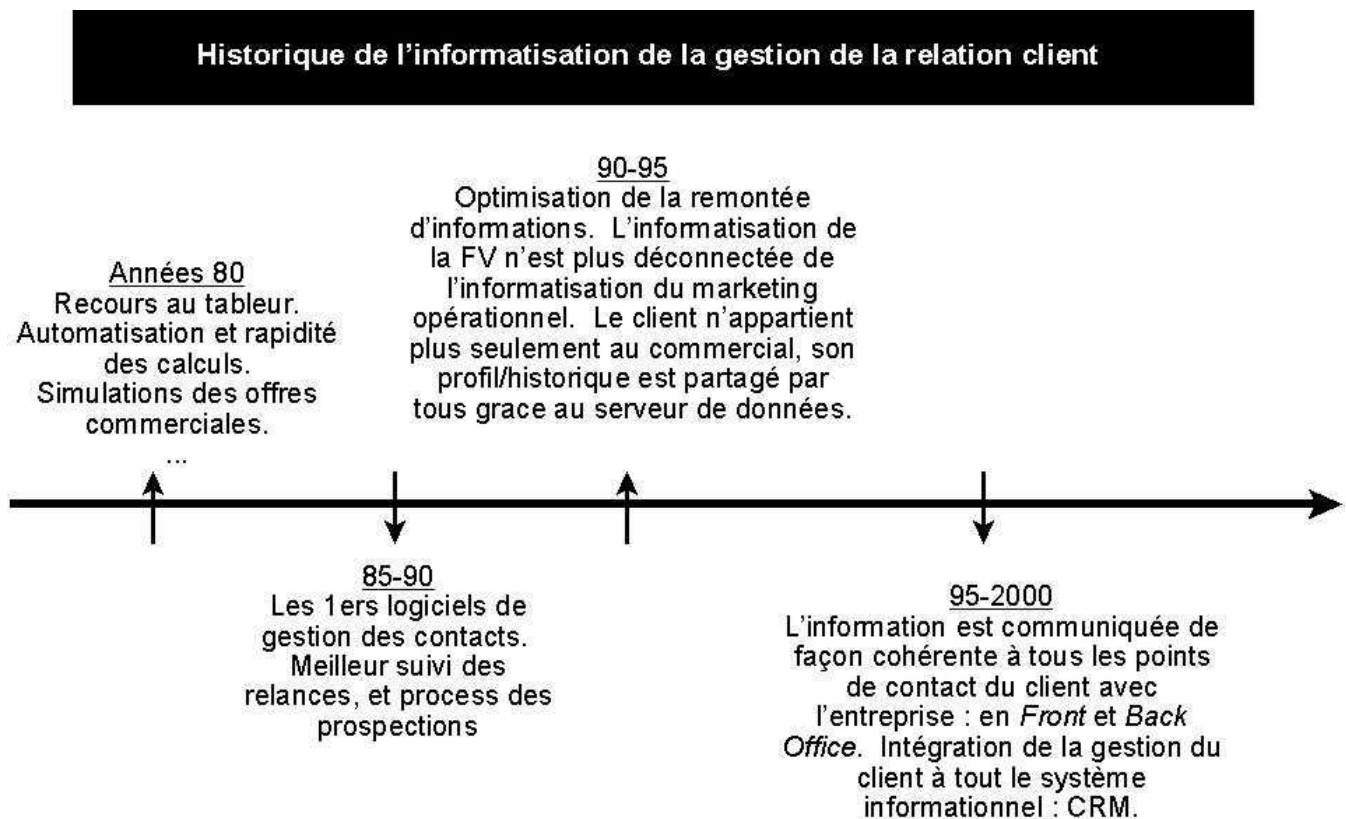 Historique de l'informatisation de la gestion de la relation client
Années 80
Recours au tableur.
Automatisation et rapidité
des calculs.
Simulations des offres
commerciales.
...
85-90
Les 1ers logiciels de
gestion des contacts.
Meilleur suivi des
relances, et process des
prospections
90-95
Optimisation de la remontée
d'informations.  L'informatisation de
la FV n'est plus déconnectée de
l'informatisation du marketing
opérationnel.  Le client n'appartient
plus seulement au commercial, son
profil/historique est partagé par
tous grace au serveur de données.
95-2000
L'information est communiquée de
façon cohérente à tous les points
de contact du client avec
l'entreprise : en Front et Back
Office.  Intégration de la gestion du
client à tout le système
informationnel : CRM.